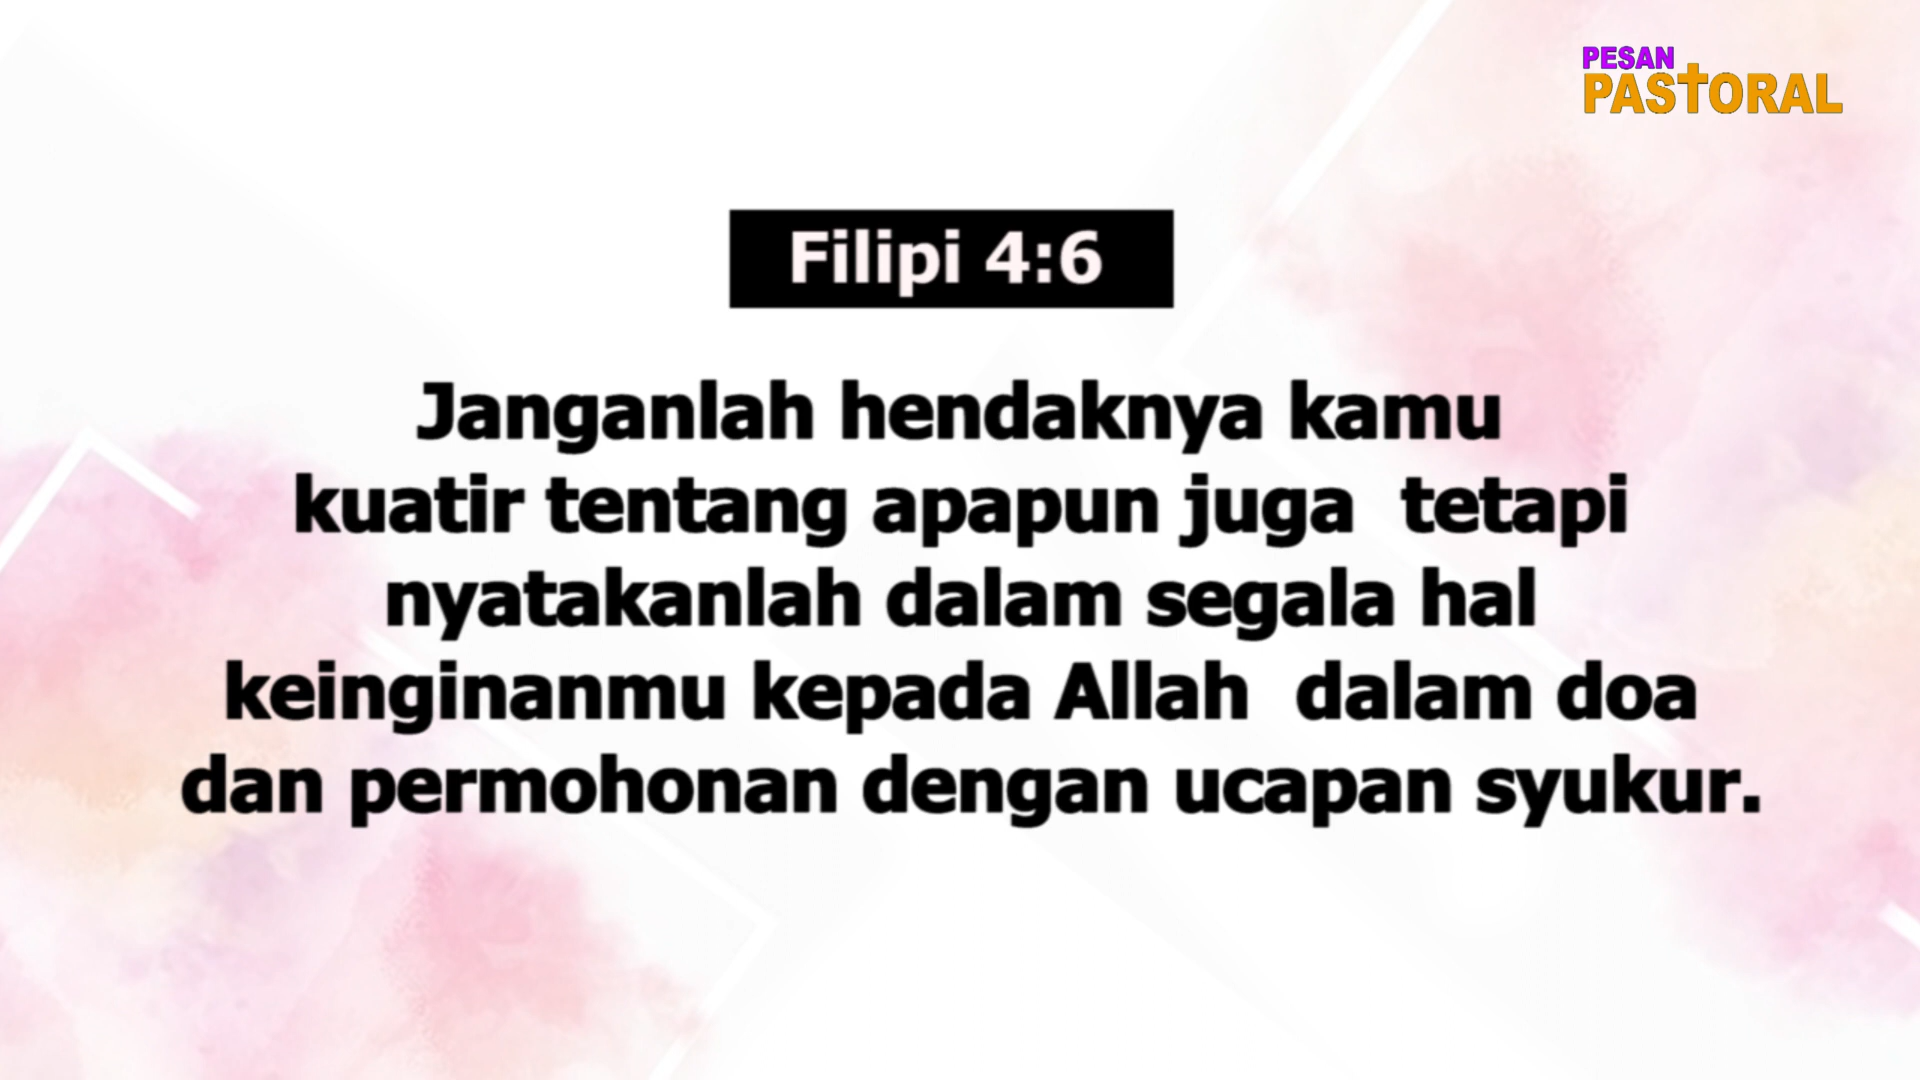 PESAN
PASTORAL
Filipi 4:6
Janganlah hendaknya kamu
kuatir tentang apapun juga  tetapi
nyatakanlah dalam segala hal
keinginanmu kepada Allah  dalam doa
dan permohonan dengan ucapan syukur.